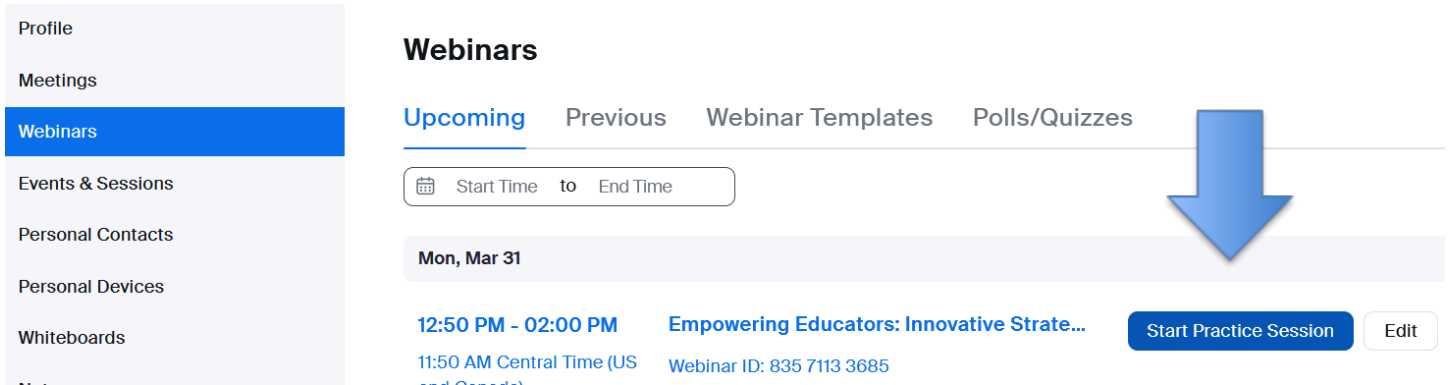 Profile
Meetings
Webinars
Events & Sessions
Personal Contacts
Personal Devices
Whiteboards
Webinars
Upcoming Previous Webinar Templates Polls/Quizzes
Start Time to End Time
Mon, Mar 31
12:50 PM - 02:00 PM Empowering Educators: Innovative Strate... Start Practice Session Edit
11:50 AM Central Time (US Webinar ID: 835 7113 3685
and Canada)